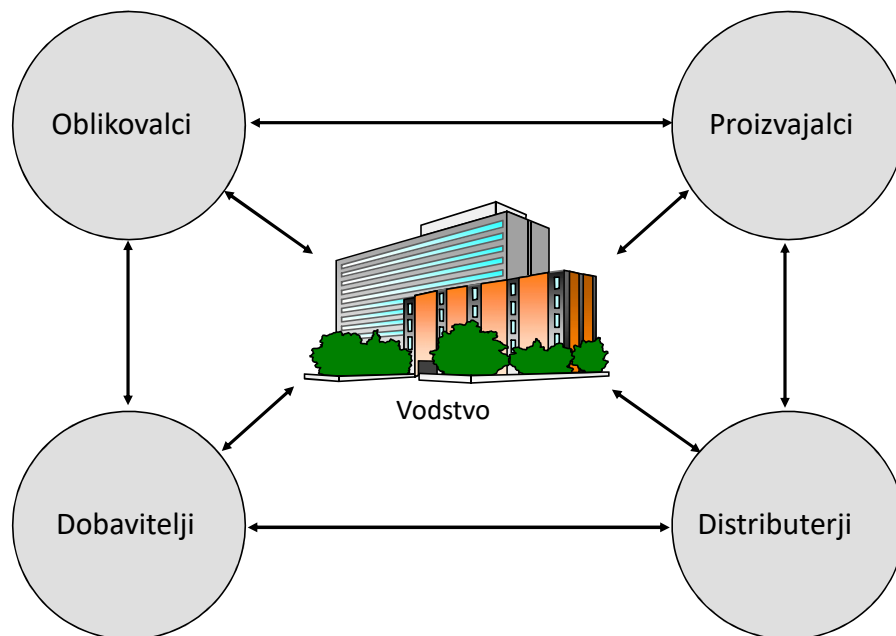 Oblikovalci
Proizvajalci
Vodstvo
Dobavitelji
Distributerji